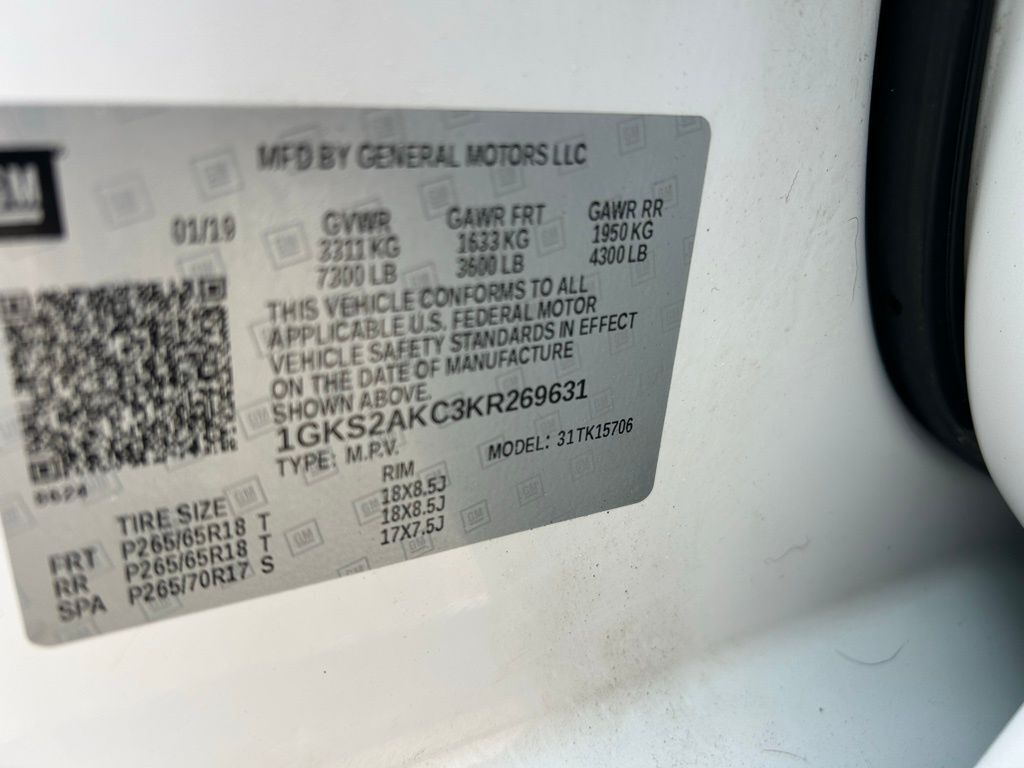 GM
MFD BY GENERAL MOTORS LLC
01/19
GVWR GAWR FRT GAWR RR
3311 KG 1633 KG 1950 KG
7300 LB 3600 LB 4300 LB
THIS VEHICLE CONFORMS TO ALL
APPLICABLE U.S. FEDERAL MOTOR
VEHICLE SAFETY STANDARDS IN EFFECT
ON THE DATE OF MANUFACTURE
SHOWN ABOVE.
1GKS2AKC3KR269631
TYPE: M.P.V. MODEL: 31TK15706
0624
TIRE SIZE RIM
FRT P265/65R18 T 18X8.5J
RR P265/65R18 T 18X8.5J
SPA P265/70R17 S 17X7.5J